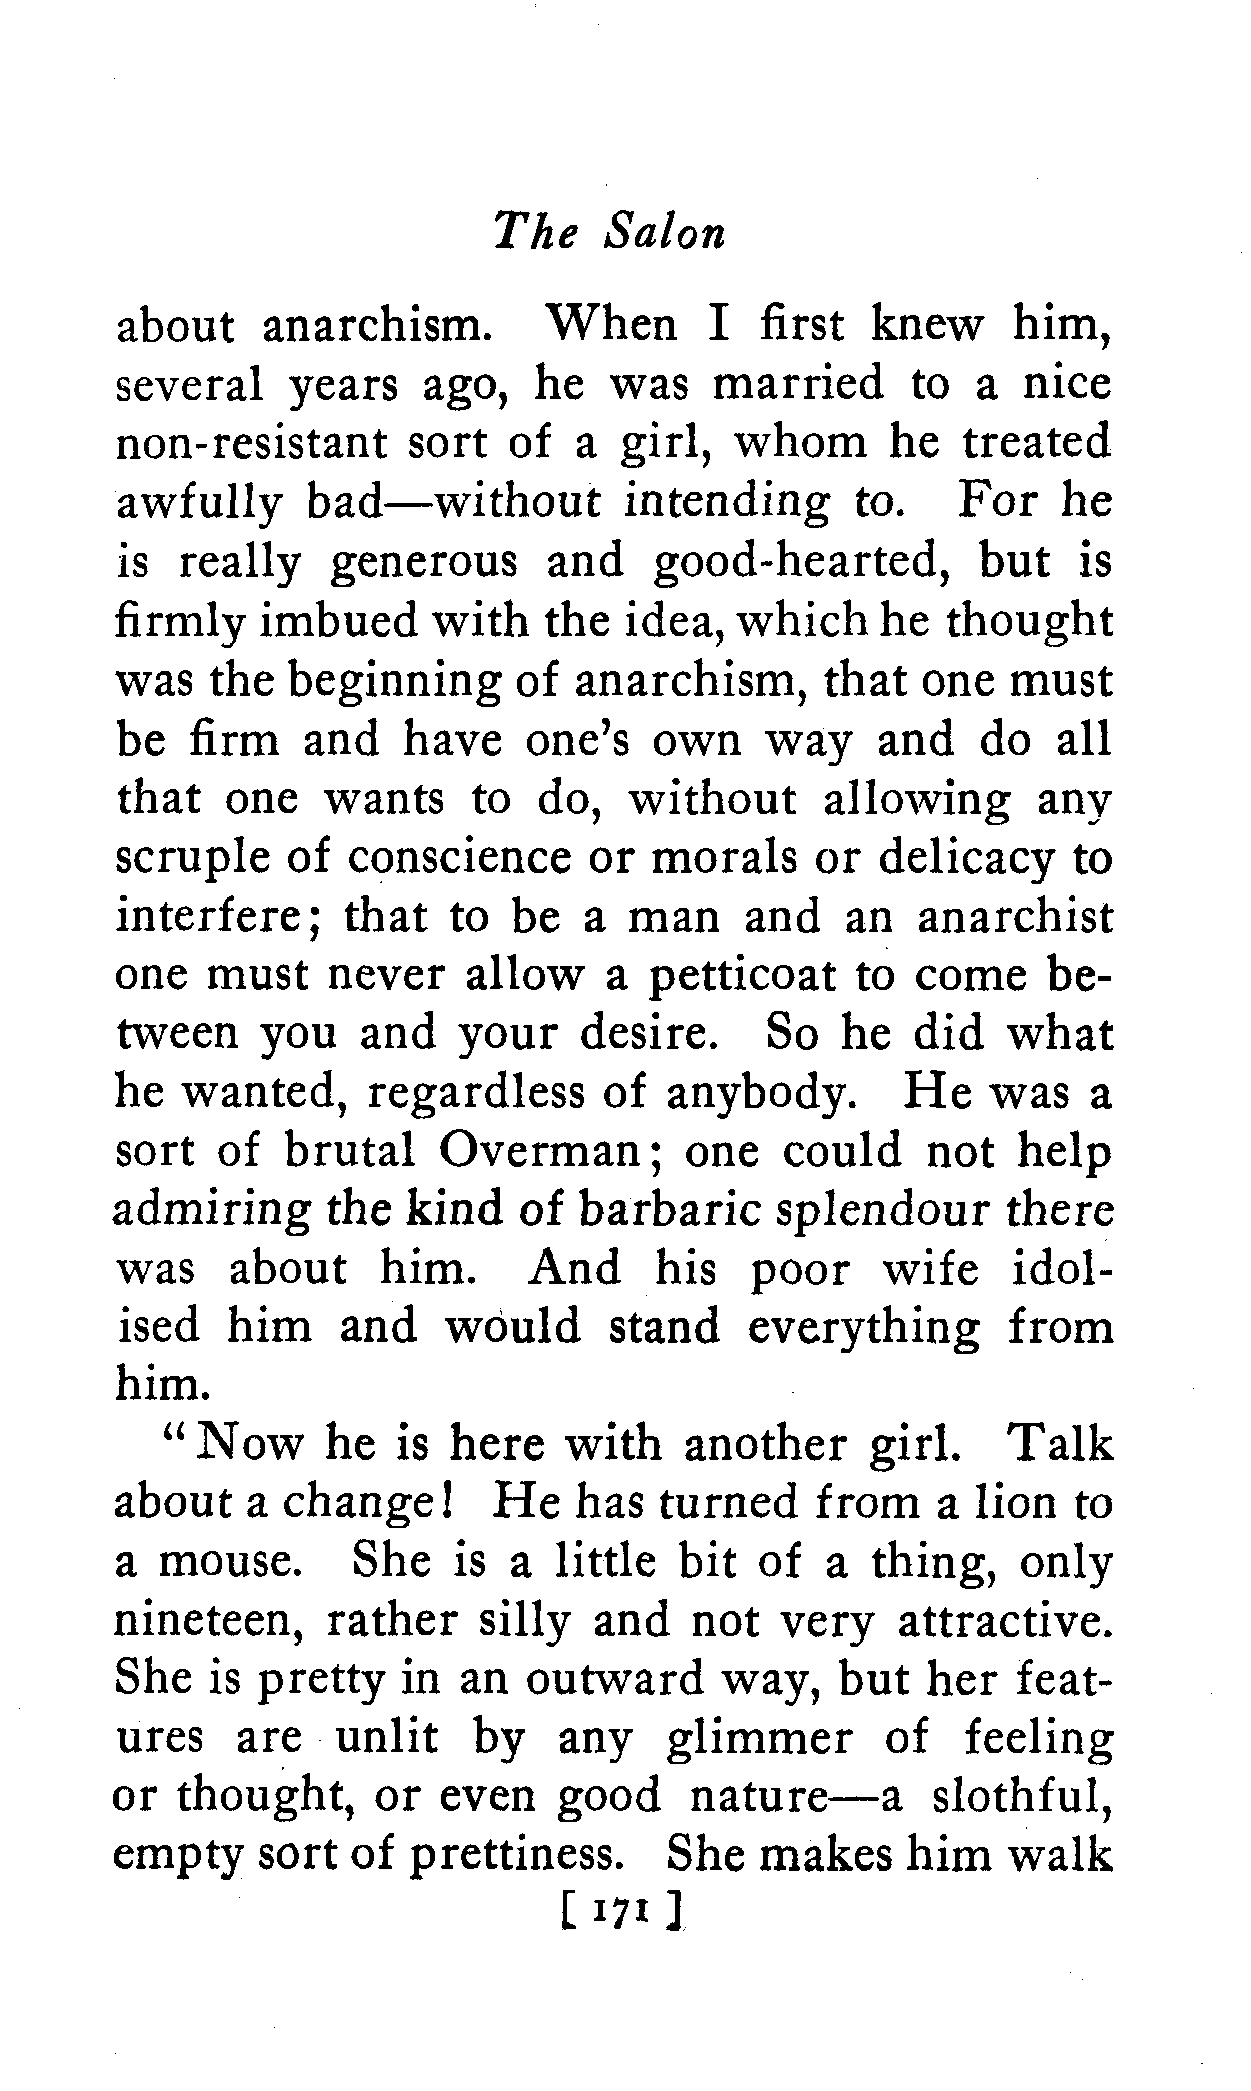 The Salon
about anarchism. When I first knew him,
several years ago, he was married to a nice
non-resistant sort of a girl, whom he treated
awfully bad—without intending to. For he
is really generous and good-hearted, but is
firmly imbued with the idea, which he thought
was the beginning of anarchism, that one must
be firm and have one's own way and do all
that one wants to do, without allowing any
scruple of conscience or morals or delicacy to
interfere; that to be a man and an anarchist
one must never allow a petticoat to come be-
tween you and your desire. So he did what
he wanted, regardless of anybody. He was a
sort of brutal Overman; one could not help
admiring the kind of barbaric splendour there
was about him. And his poor wife idol-
ised him and would stand everything from
him.
"Now he is here with another girl. Talk
about a change! He has turned from a lion to
a mouse. She is a little bit of a thing, only
nineteen, rather silly and not very attractive.
She is pretty in an outward way, but her feat-
ures are unlit by any glimmer of feeling
or thought, or even good nature—a slothful,
empty sort of prettiness. She makes him walk
[ 171 ]